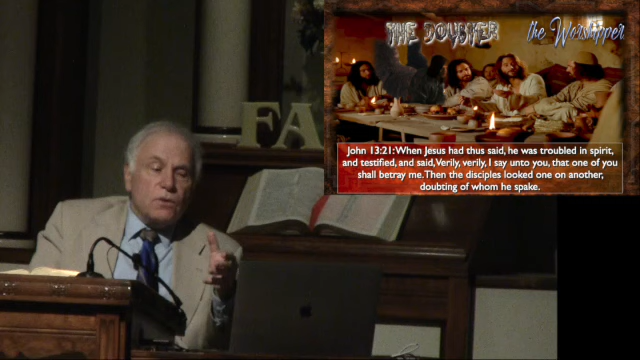 THE DOUBTER the Worshipper
John 13:21:When Jesus had thus said, he was troubled in spirit,
and testified, and said,Verily, verily, I say unto you, that one of you
shall betray me.Then the disciples looked one on another,
doubting of whom he spake.
FA